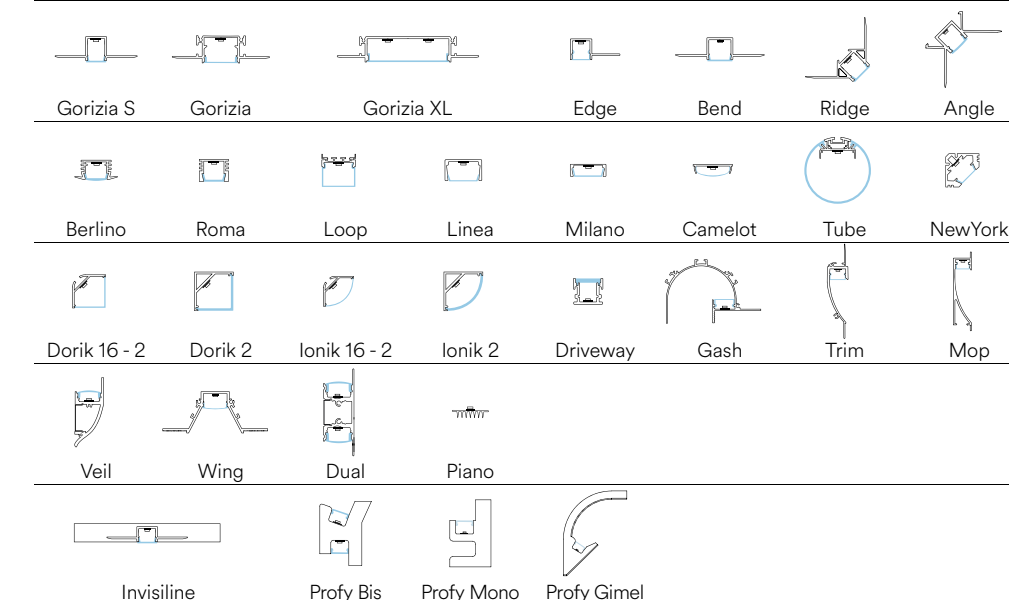 Gorizia S Gorizia Gorizia XL Edge Bend Ridge Angle
Berlino Roma Loop Linea Milano Camelot Tube NewYork
Dorik 16 - 2 Dorik 2 Ionik 16 - 2 Ionik 2 Driveway Gash Trim Mop
Veil Wing Dual Piano
Invisiline Profy Bis Profy Mono Profy Gimel